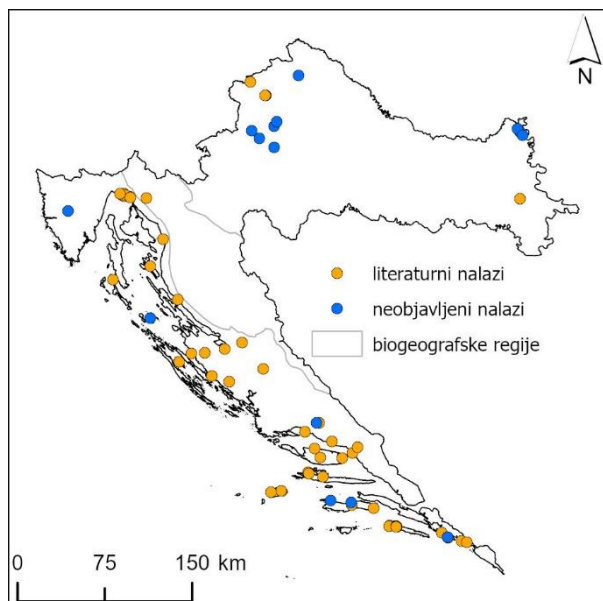 N
literaturni nalazi
neobjavljeni nalazi
biogeografske regije
0 75 150 km